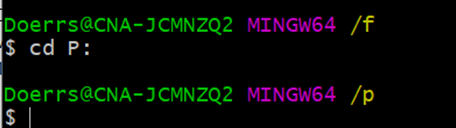 Doerrs@CNA-JCMNZQ2 MINGW64 /f
$ cd P:
Doerrs@CNA-JCMNZQ2 MINGW64 /p
$